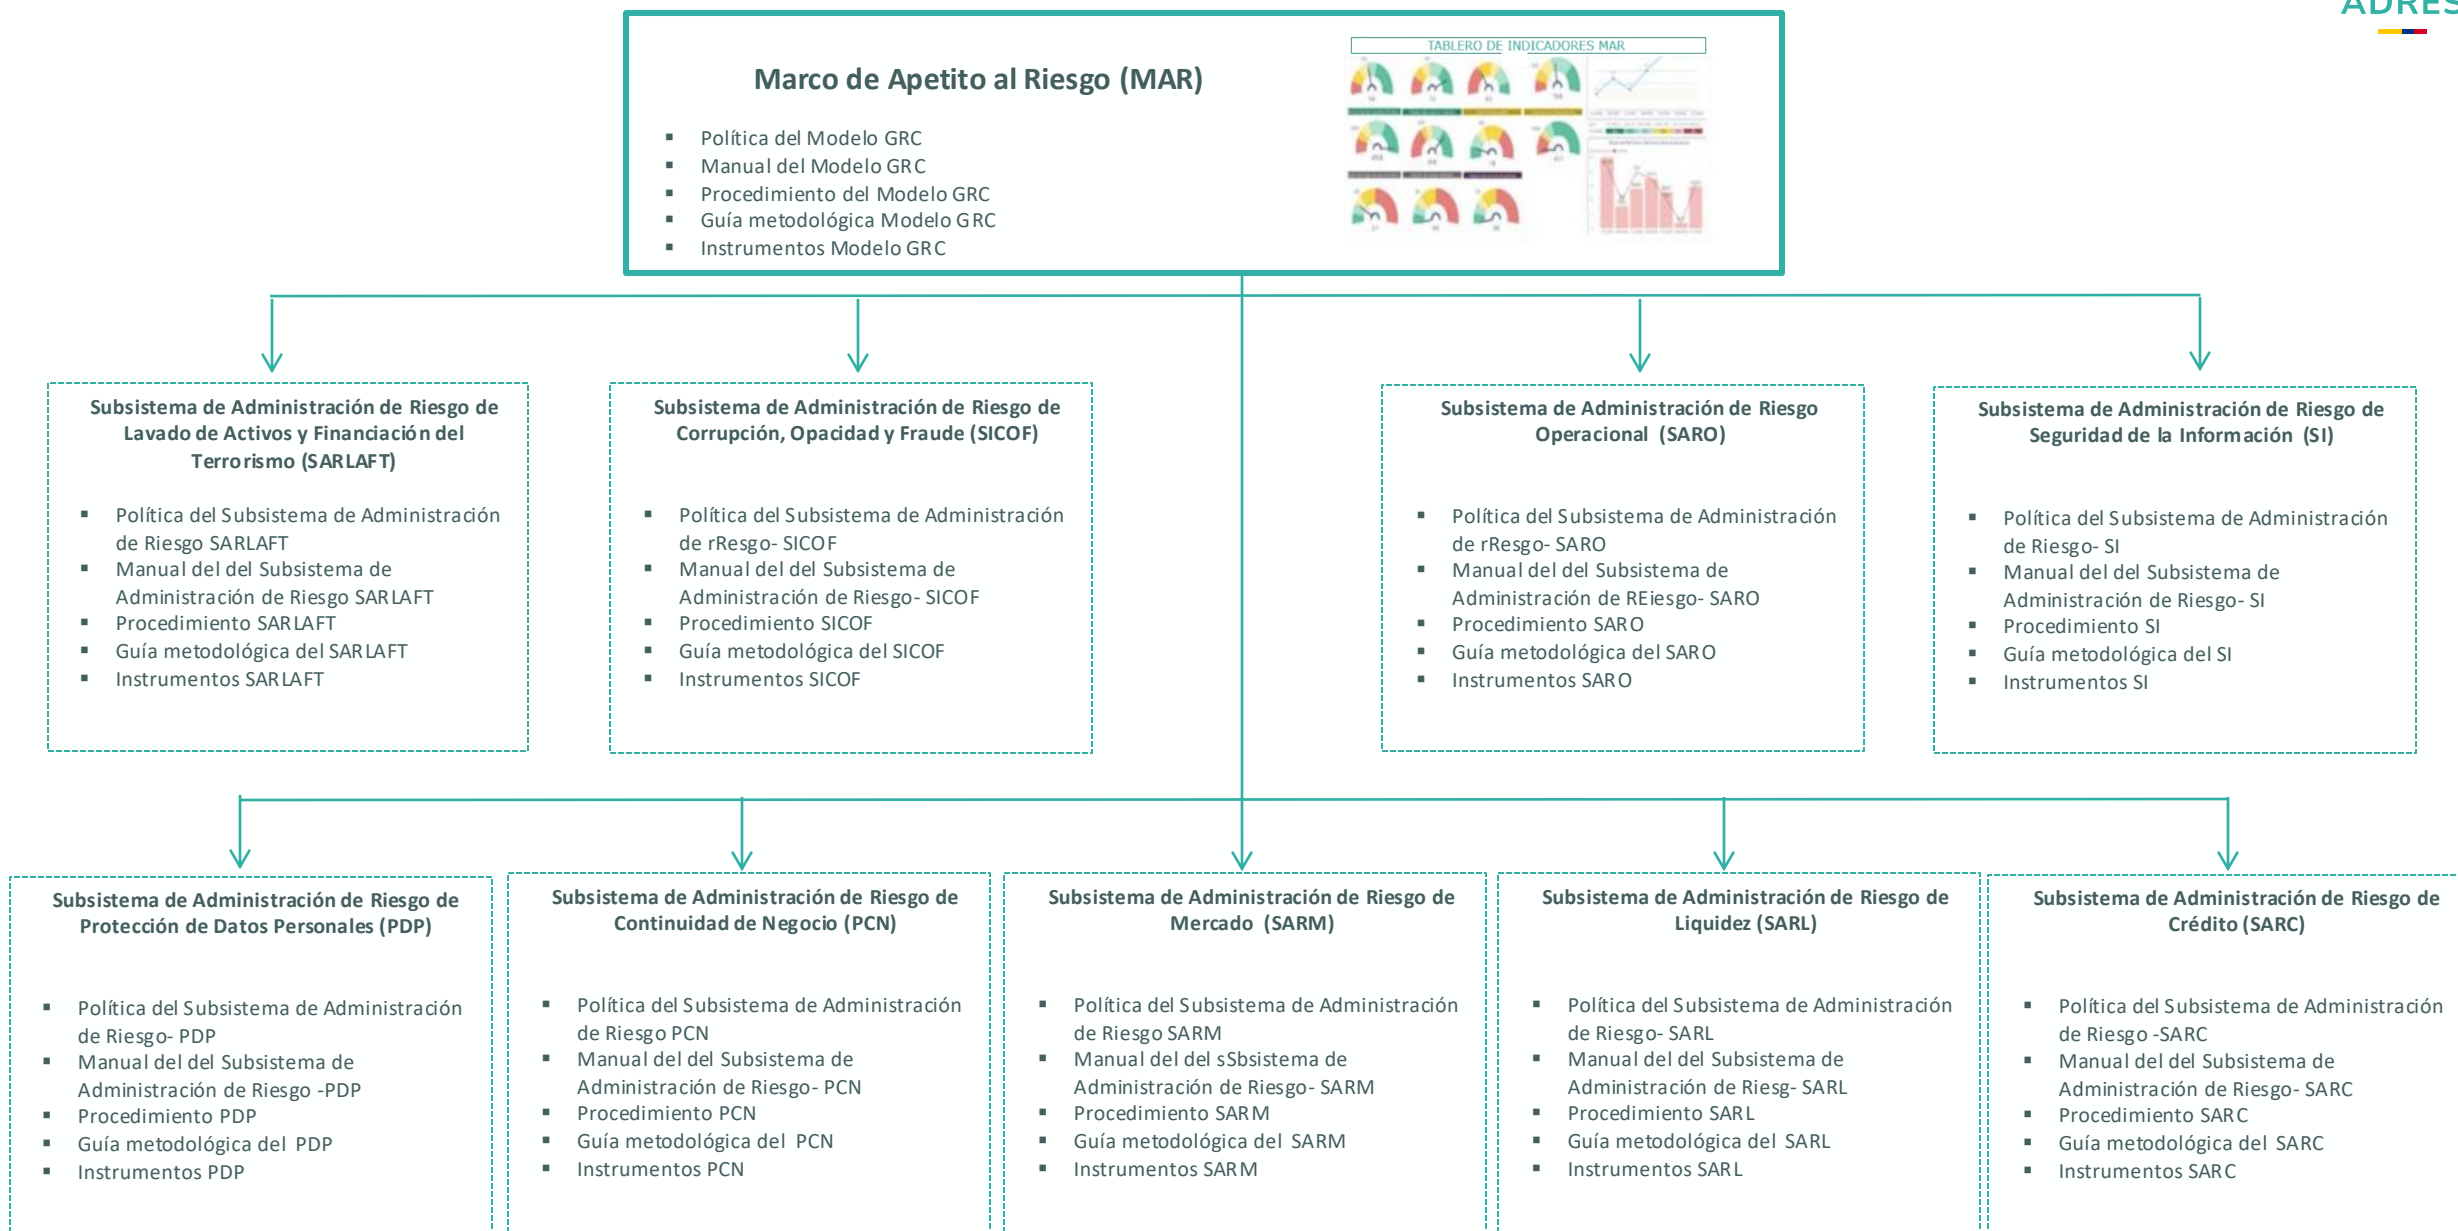 ADRES
Marco de Apetito al Riesgo (MAR)
▪ Política del Modelo GRC
▪ Manual del Modelo GRC
▪ Procedimiento del Modelo GRC
▪ Guía metodológica Modelo GRC
▪ Instrumentos Modelo GRC
TABLERO DE INDICADORES MAR
Subsistema de Administración de Riesgo de
Lavado de Activos y Financiación del
Terrorismo (SARLAFT)
▪ Política del Subsistema de Administración
de Riesgo SARLAFT
▪ Manual del del Subsistema de
Administración de Riesgo SARLAFT
▪ Procedimiento SARLAFT
▪ Guía metodológica del SARLAFT
▪ Instrumentos SARLAFT
Subsistema de Administración de Riesgo de
Corrupción, Opacidad y Fraude (SICOF)
▪ Política del Subsistema de Administración
de rResgo- SICOF
▪ Manual del del Subsistema de
Administración de Riesgo- SICOF
▪ Procedimiento SICOF
▪ Guía metodológica del SICOF
▪ Instrumentos SICOF
Subsistema de Administración de Riesgo
Operacional (SARO)
▪ Política del Subsistema de Administración
de rResgo- SARO
▪ Manual del del Subsistema de
Administración de REiesgo- SARO
▪ Procedimiento SARO
▪ Guía metodológica del SARO
▪ Instrumentos SARO
Subsistema de Administración de Riesgo de
Seguridad de la Información (SI)
▪ Política del Subsistema de Administración
de Riesgo- SI
▪ Manual del del Subsistema de
Administración de Riesgo- SI
▪ Procedimiento SI
▪ Guía metodológica del SI
▪ Instrumentos SI
Subsistema de Administración de Riesgo de
Protección de Datos Personales (PDP)
▪ Política del Subsistema de Administración
de Riesgo- PDP
▪ Manual del del Subsistema de
Administración de Riesgo -PDP
▪ Procedimiento PDP
▪ Guía metodológica del PDP
▪ Instrumentos PDP
Subsistema de Administración de Riesgo de
Continuidad de Negocio (PCN)
▪ Política del Subsistema de Administración
de Riesgo PCN
▪ Manual del del Subsistema de
Administración de Riesgo- PCN
▪ Procedimiento PCN
▪ Guía metodológica del PCN
▪ Instrumentos PCN
Subsistema de Administración de Riesgo de
Mercado (SARM)
▪ Política del Subsistema de Administración
de Riesgo SARM
▪ Manual del del sSbsistema de
Administración de Riesgo- SARM
▪ Procedimiento SARM
▪ Guía metodológica del SARM
▪ Instrumentos SARM
Subsistema de Administración de Riesgo de
Liquidez (SARL)
▪ Política del Subsistema de Administración
de Riesgo- SARL
▪ Manual del del Subsistema de
Administración de Riesg- SARL
▪ Procedimiento SARL
▪ Guía metodológica del SARL
▪ Instrumentos SARL
Subsistema de Administración de Riesgo de
Crédito (SARC)
▪ Política del Subsistema de Administración
de Riesgo -SARC
▪ Manual del del Subsistema de
Administración de Riesgo- SARC
▪ Procedimiento SARC
▪ Guía metodológica del SARC
▪ Instrumentos SARC